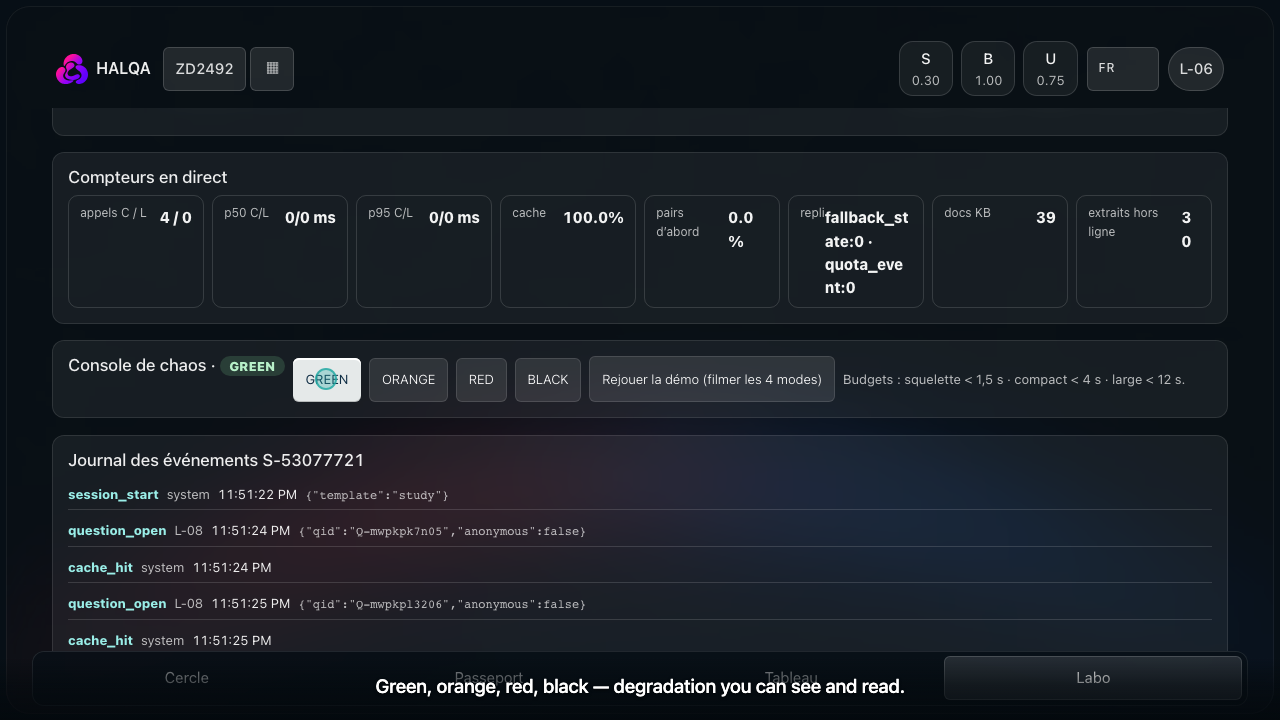 HALQA ZD2492 S B U FR L-06
0.30 1.00 0.75
Compteurs en direct
appels C / L 4 / 0
p50 C/L 0/0 ms
p95 C/L 0/0 ms
cache 100.0%
pairs d'abord 0.0 %
repli fallback_st
ate:0 ·
quota_eve
nt:0
docs KB 39
extraits hors ligne 3 0
Console de chaos · GREEN GREEN ORANGE RED BLACK Rejouer la démo (filmer les 4 modes) Budgets : squelette < 1,5 s · compact < 4 s · large < 12 s.
Journal des événements S-53077721
session_start system 11:51:22 PM {"template":"study"}
question_open L-08 11:51:24 PM {"qid":"Q-mwpkpk7n05","anonymous":false}
cache_hit system 11:51:24 PM
question_open L-08 11:51:25 PM {"qid":"Q-mwpkpl3206","anonymous":false}
cache_hit system 11:51:25 PM
Cercle Passeport Tableau Labo
Green, orange, red, black — degradation you can see and read.